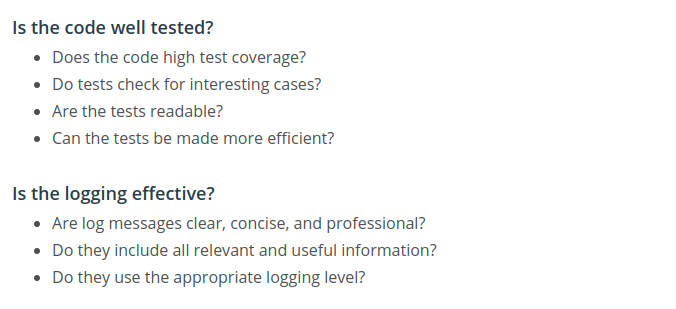 Is the code well tested?
• Does the code high test coverage?
• Do tests check for interesting cases?
• Are the tests readable?
• Can the tests be made more efficient?
Is the logging effective?
• Are log messages clear, concise, and professional?
• Do they include all relevant and useful information?
• Do they use the appropriate logging level?